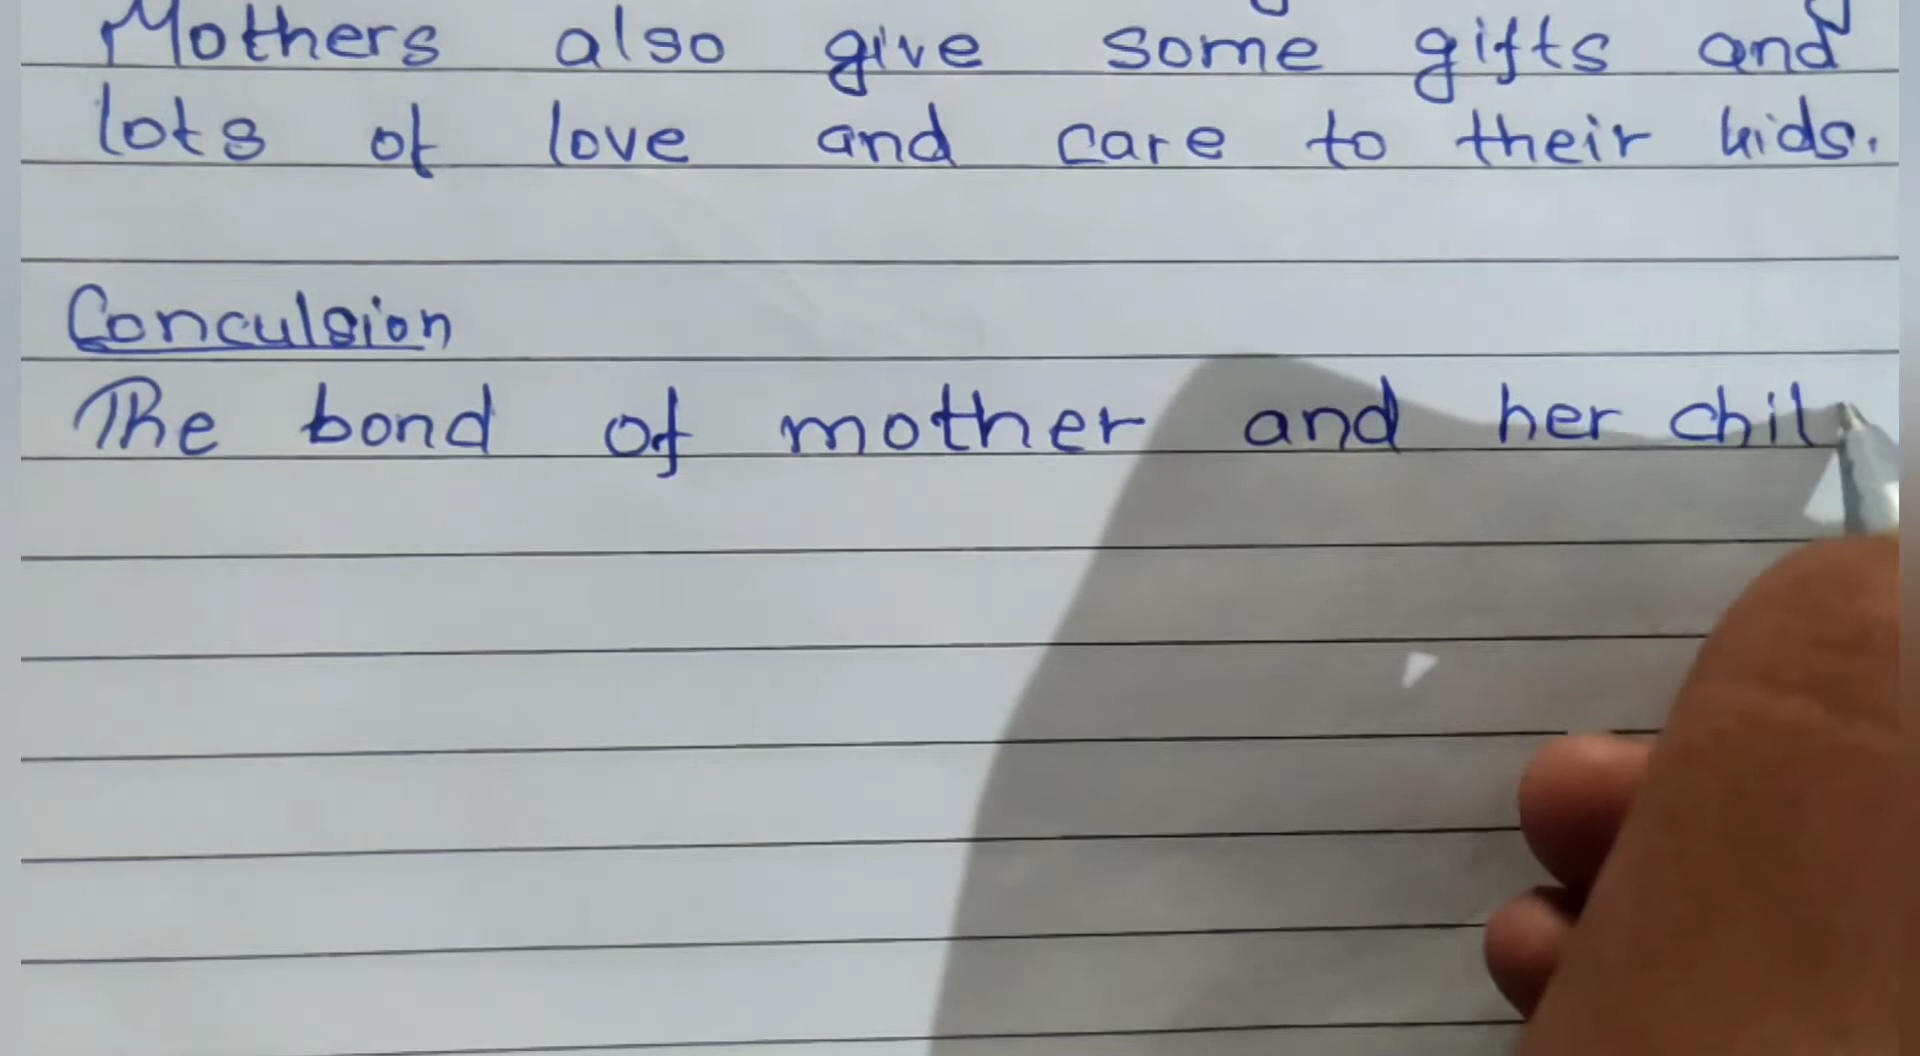 Mothers also give some gifts and
lots of love and care to their kids.
Conculsion
The bond of mother and her chil